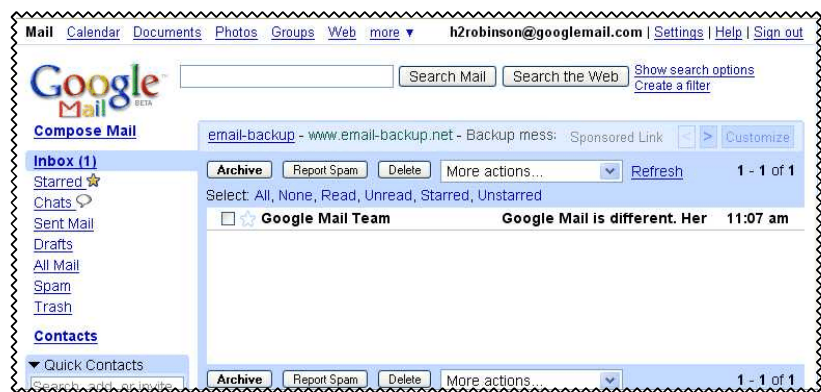 Mail Calendar Documents Photos Groups Web more ▼ h2robinson@googlemail.com | Settings | Help | Sign out
Google Mail BETA
Search Mail Search the Web Show search options
Create a filter
Compose Mail
email-backup - www.email-backup.net - Backup mess: Sponsored Link < > Customize
Inbox (1)
Archive Report Spam Delete More actions... Refresh 1 - 1 of 1
Starred
Select: All, None, Read, Unread, Starred, Unstarred
Chats
Google Mail Team Google Mail is different. Her 11:07 am
Sent Mail
Drafts
All Mail
Spam
Trash
Contacts
▼ Quick Contacts
Search, add, or invite
Archive Report Spam Delete More actions... 1 - 1 of 1